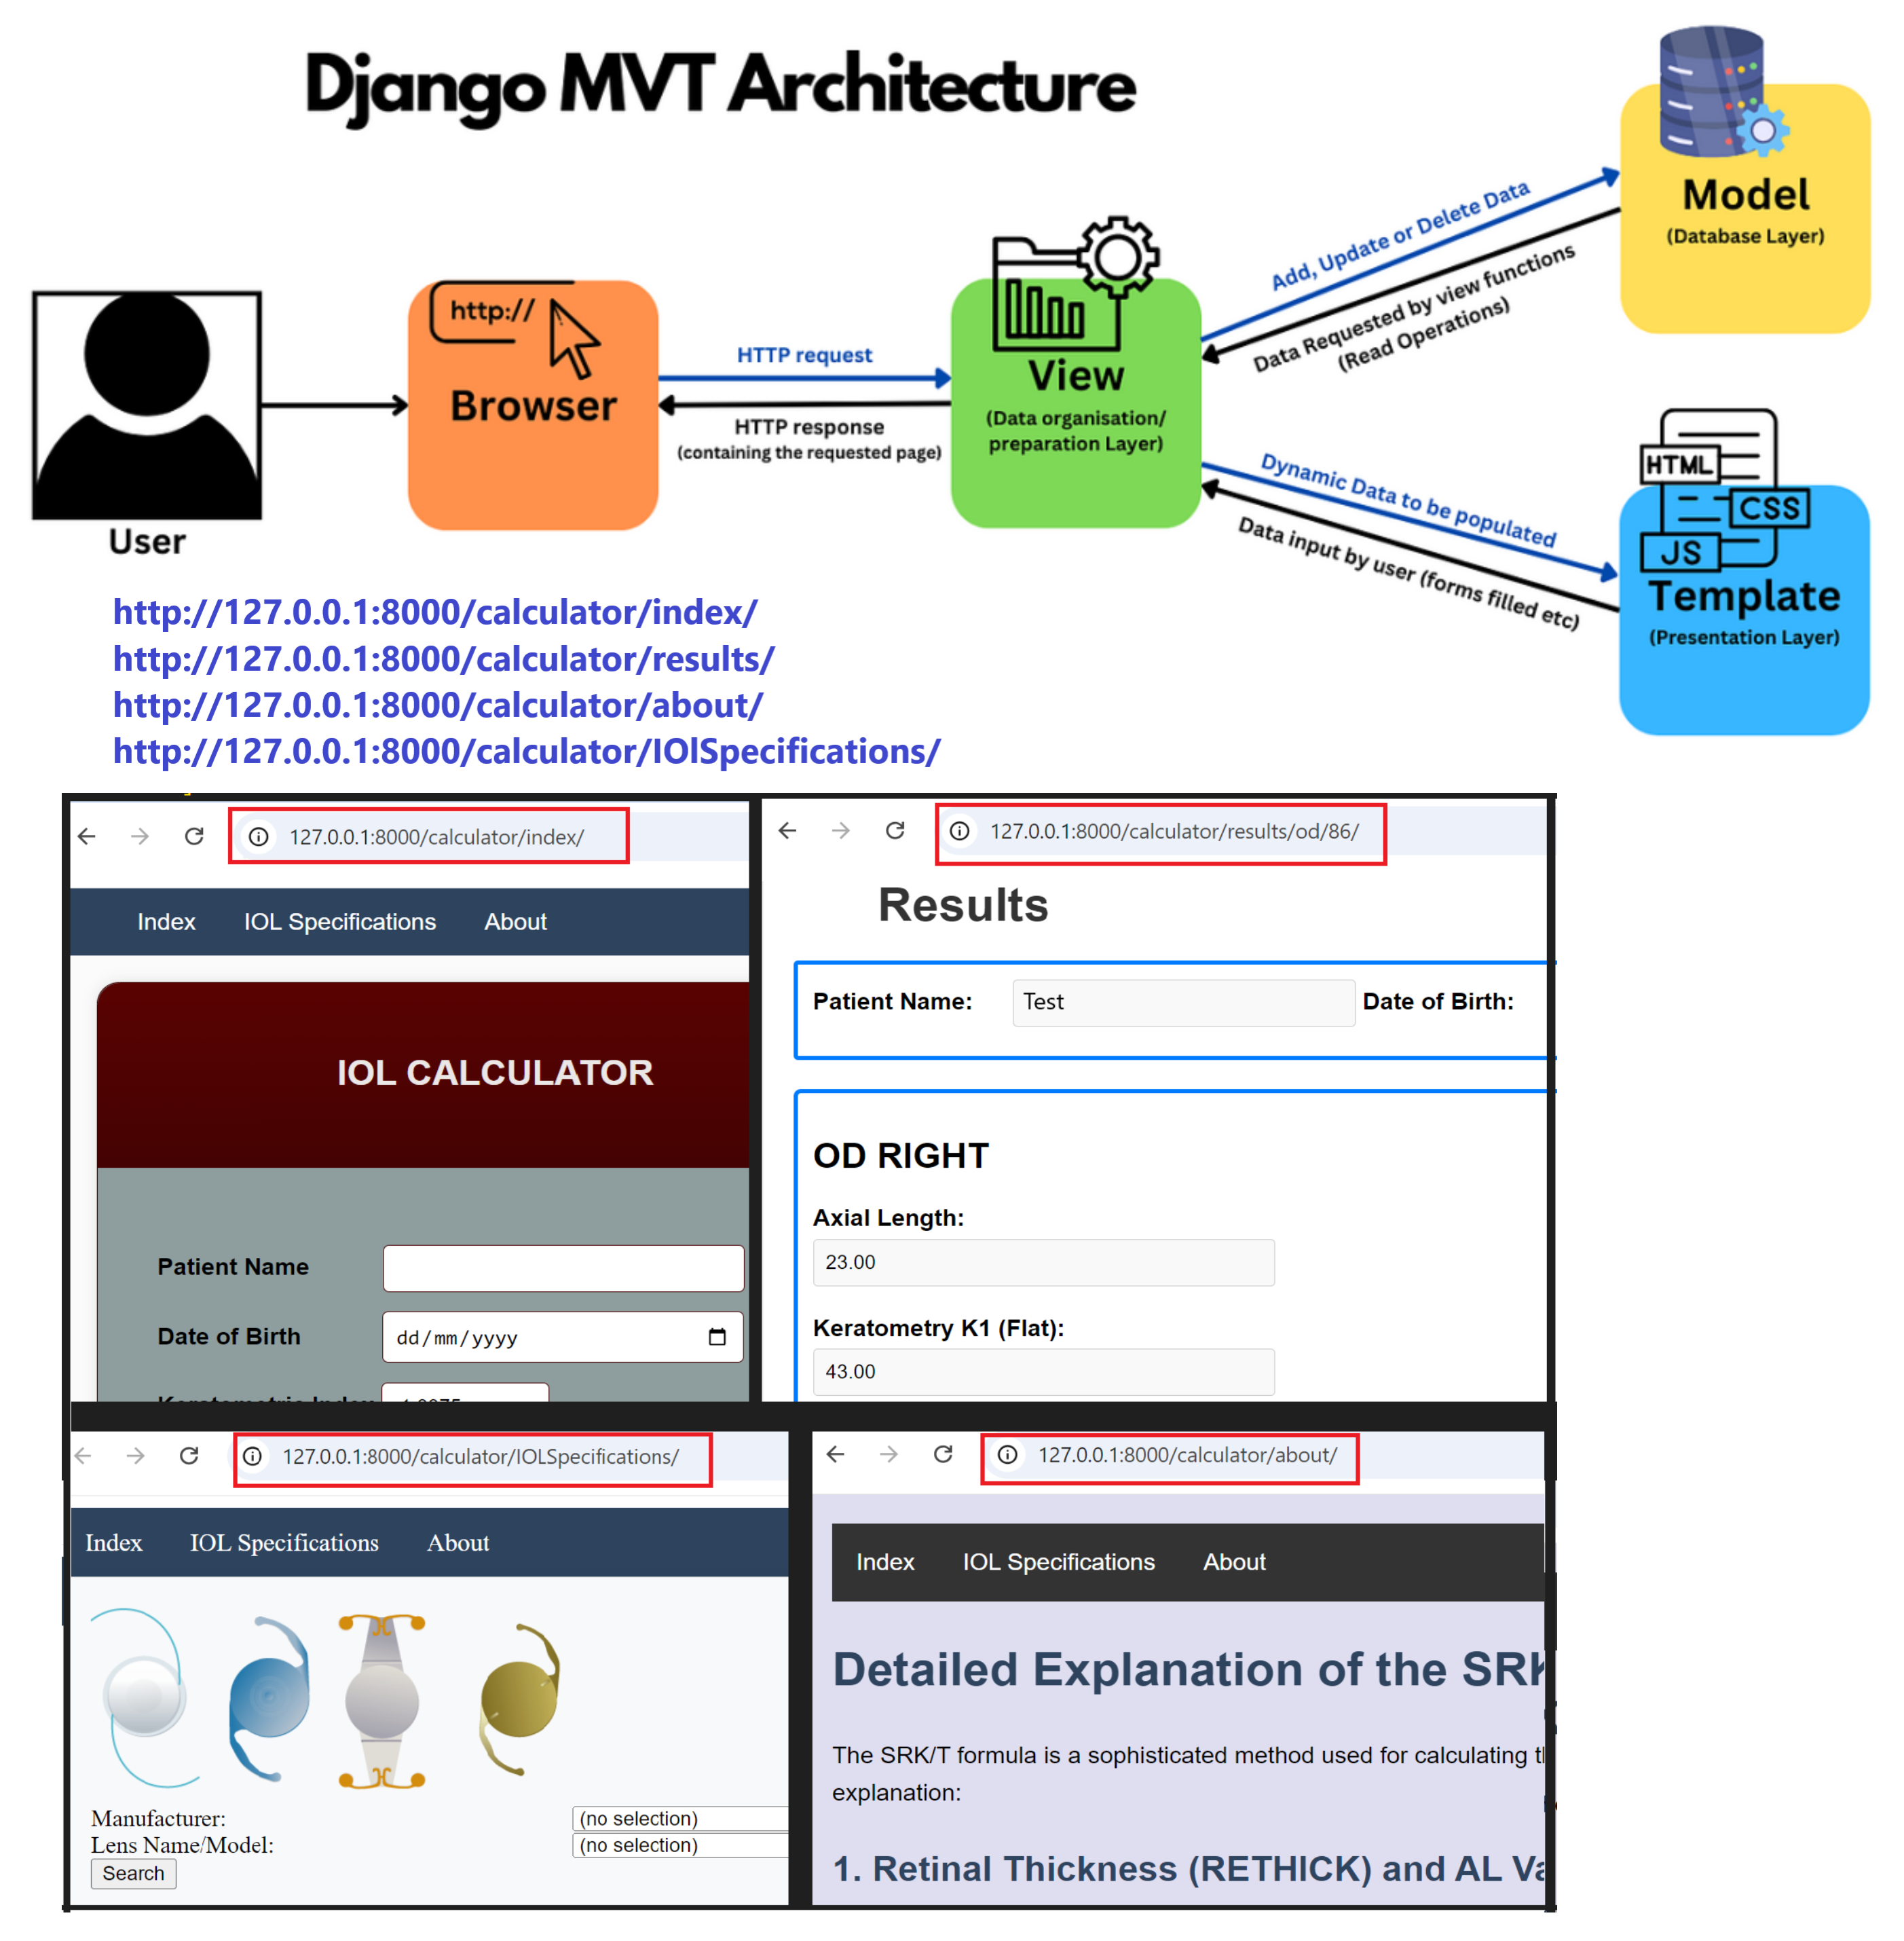 Django MVT Architecture
Model
(Database Layer)
Add, Update or Delete Data
Data Requested by view functions
(Read Operations)
http://
Browser
HTTP request
HTTP response
(containing the requested page)
View
(Data organisation/
preparation Layer)
Dynamic Data to be populated
Data input by user (forms filled etc)
HTML
CSS
JS
Template
(Presentation Layer)
User
http://127.0.0.1:8000/calculator/index/
http://127.0.0.1:8000/calculator/results/
http://127.0.0.1:8000/calculator/about/
http://127.0.0.1:8000/calculator/IOlSpecifications/
127.0.0.1:8000/calculator/index/
Index IOL Specifications About
IOL CALCULATOR
Patient Name
Date of Birth
dd/mm/yyyy
127.0.0.1:8000/calculator/results/od/86/
Results
Patient Name: Test Date of Birth:
OD RIGHT
Axial Length:
23.00
Keratometry K1 (Flat):
43.00
127.0.0.1:8000/calculator/IOLSpecifications/
Index IOL Specifications About
Manufacturer: (no selection)
Lens Name/Model: (no selection)
Search
127.0.0.1:8000/calculator/about/
Index IOL Specifications About
Detailed Explanation of the SRK
The SRK/T formula is a sophisticated method used for calculating
explanation:
1. Retinal Thickness (RETHICK) and AL